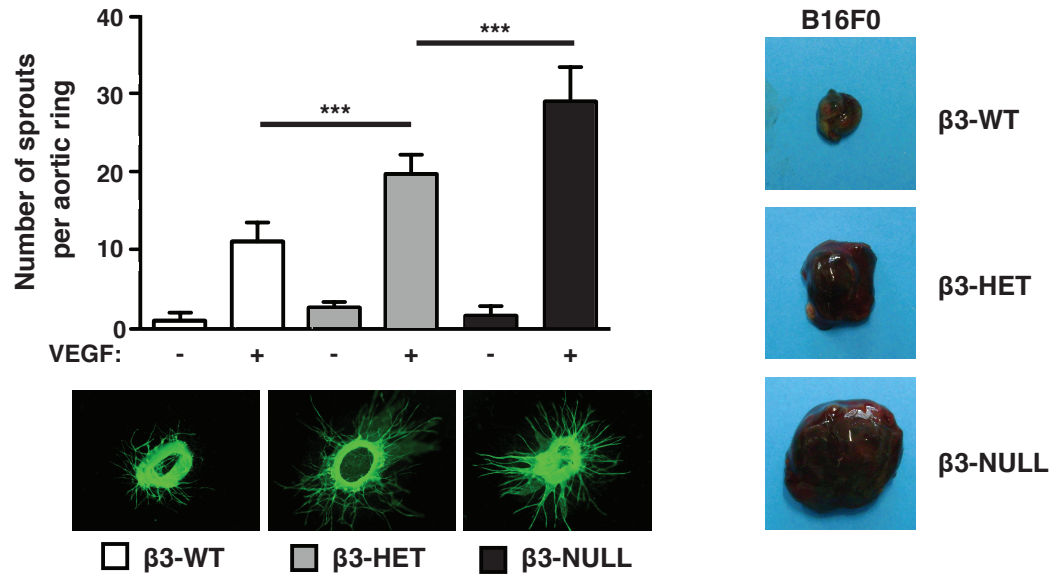 Number of sprouts
per aortic ring
40
30
20
10
0
***
***
VEGF: - + - + - +
β3-WT β3-HET β3-NULL
B16F0
β3-WT
β3-HET
β3-NULL